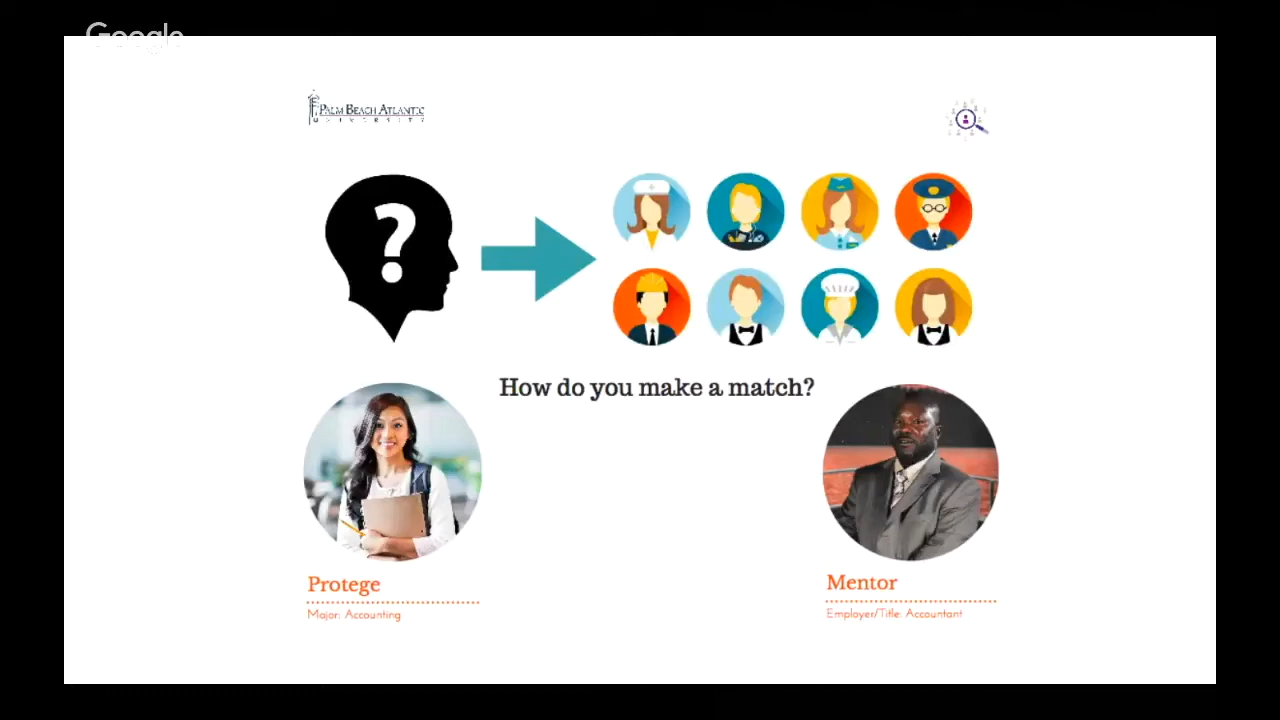 Google
PALM BEACH ATLANTIC
UNIVERSITY
?
How do you make a match?
Protege
Major: Accounting
Mentor
Employer/Title: Accountant